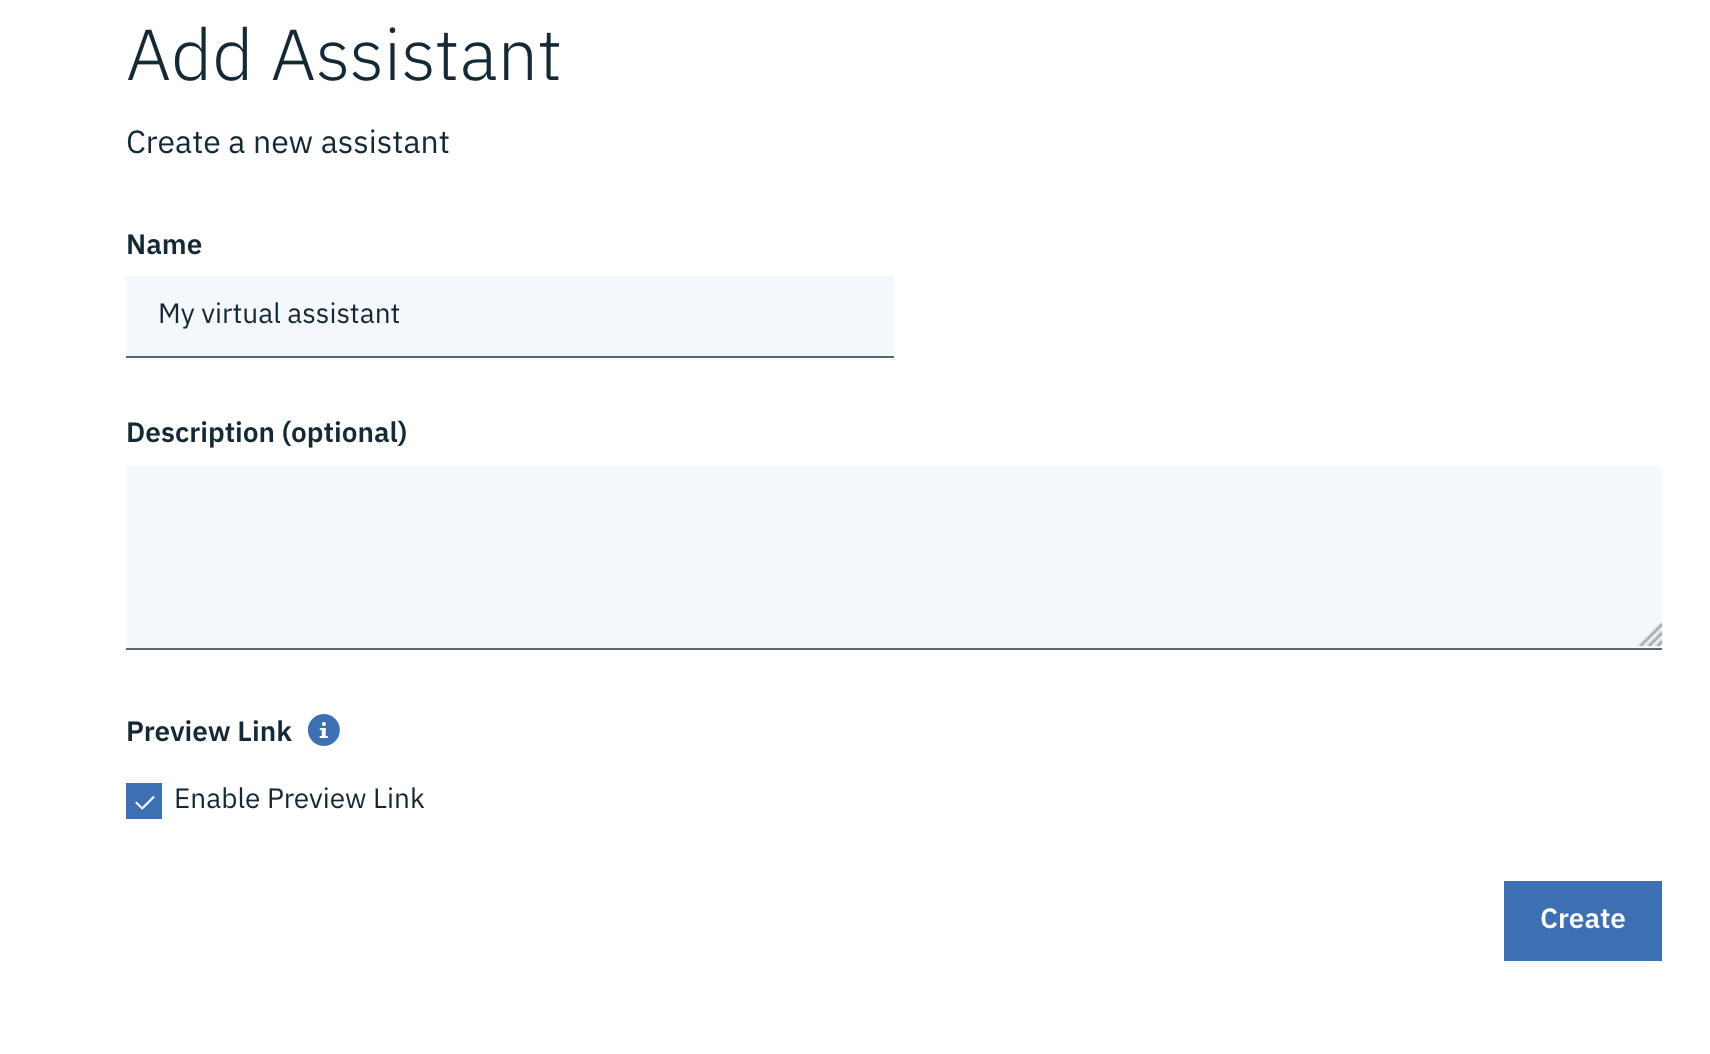 Add Assistant
Create a new assistant
Name
My virtual assistant
Description (optional)
Preview Link i
Enable Preview Link
Create